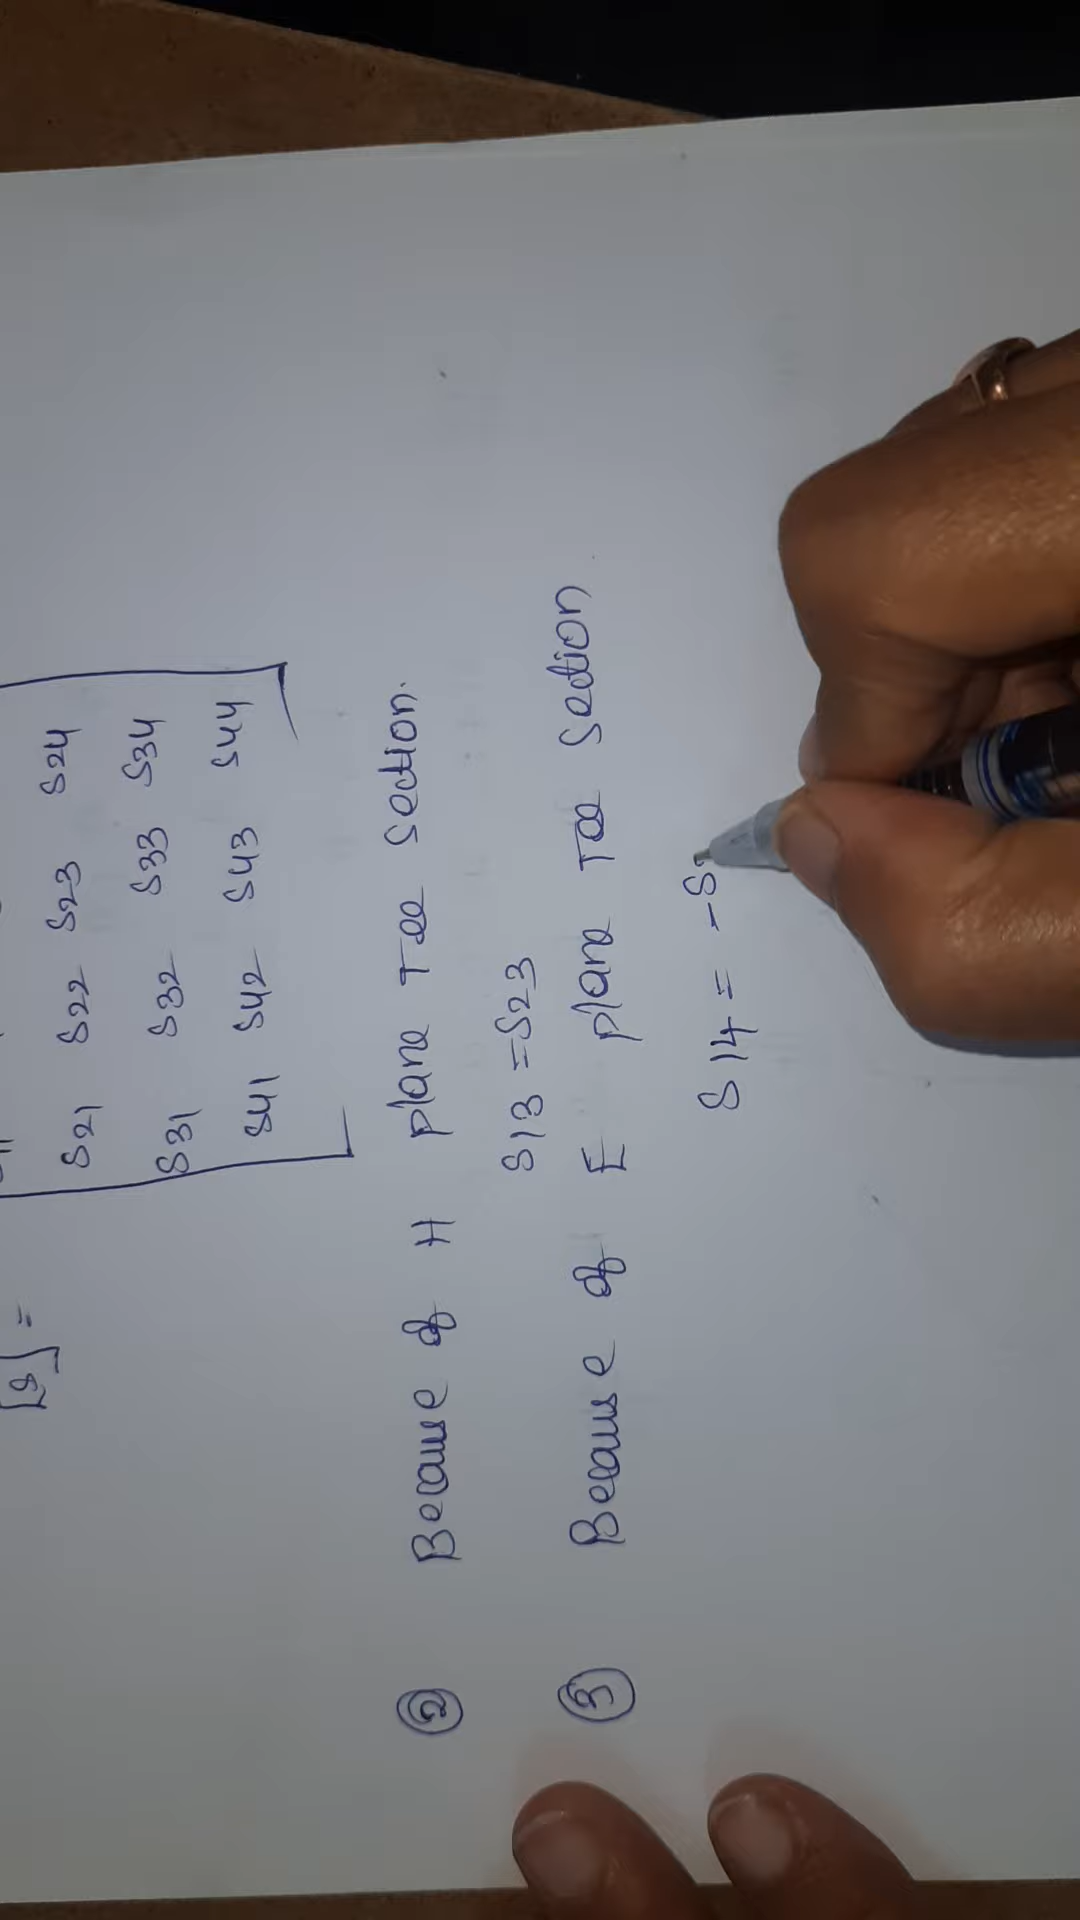 [S] =
S21 S22 S23 S24
S31 S32 S33 S34
S41 S42 S43 S44
② Because of H plane Tee section.
S13 = S23
③ Because of E plane Tee section.
S14 = -S